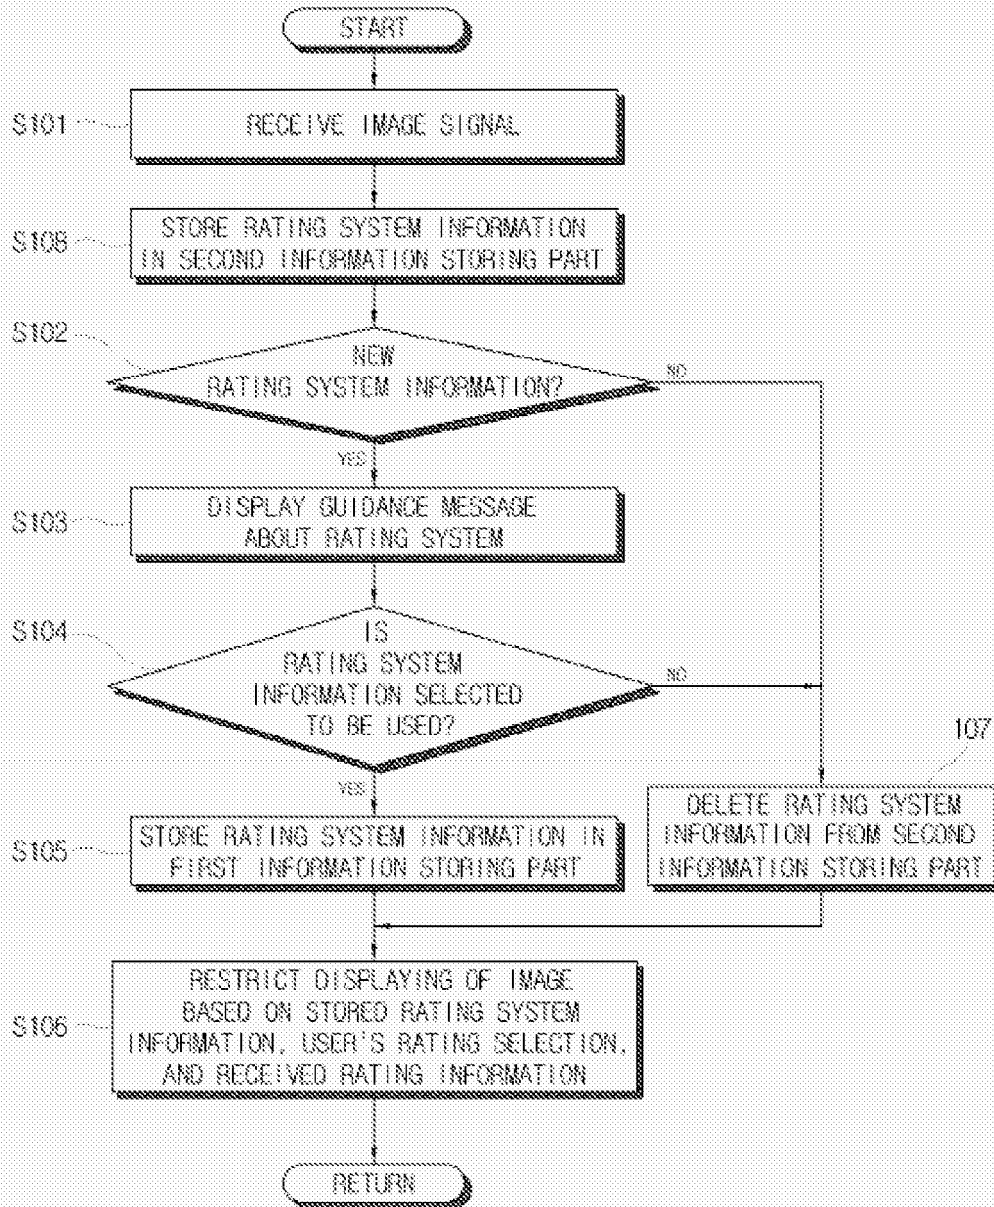 START
S101
RECEIVE IMAGE SIGNAL
S108
STORE RATING SYSTEM INFORMATION
IN SECOND INFORMATION STORING PART
S102
NEW
RATING SYSTEM INFORMATION?
NO
YES
S103
DISPLAY GUIDANCE MESSAGE
ABOUT RATING SYSTEM
S104
IS
RATING SYSTEM
INFORMATION SELECTED
TO BE USED?
NO
YES
107
DELETE RATING SYSTEM
INFORMATION FROM SECOND
INFORMATION STORING PART
S105
STORE RATING SYSTEM INFORMATION IN
FIRST INFORMATION STORING PART
S106
RESTRICT DISPLAYING OF IMAGE
BASED ON STORED RATING SYSTEM
INFORMATION, USER'S RATING SELECTION,
AND RECEIVED RATING INFORMATION
RETURN